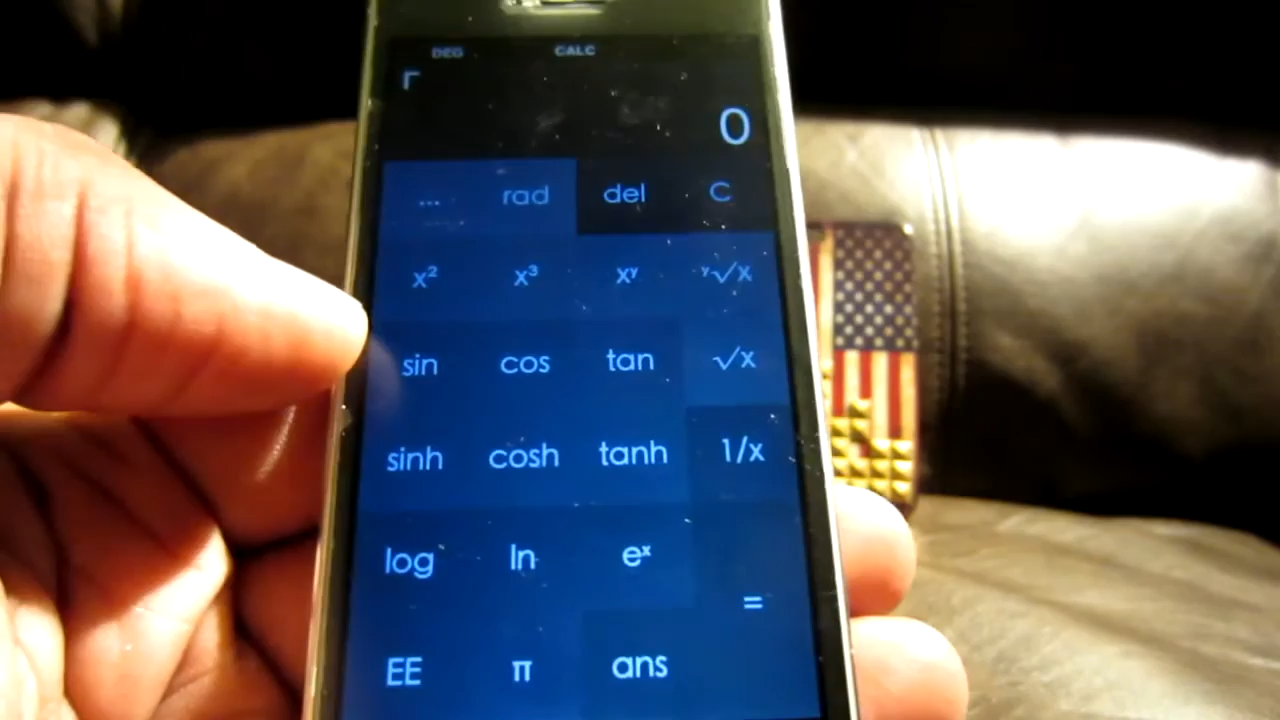 DEG CALC
0
... rad del C
x² x³ xʸ ʸ√x
sin cos tan √x
sinh cosh tanh 1/x
log ln eˣ
=
EE π ans